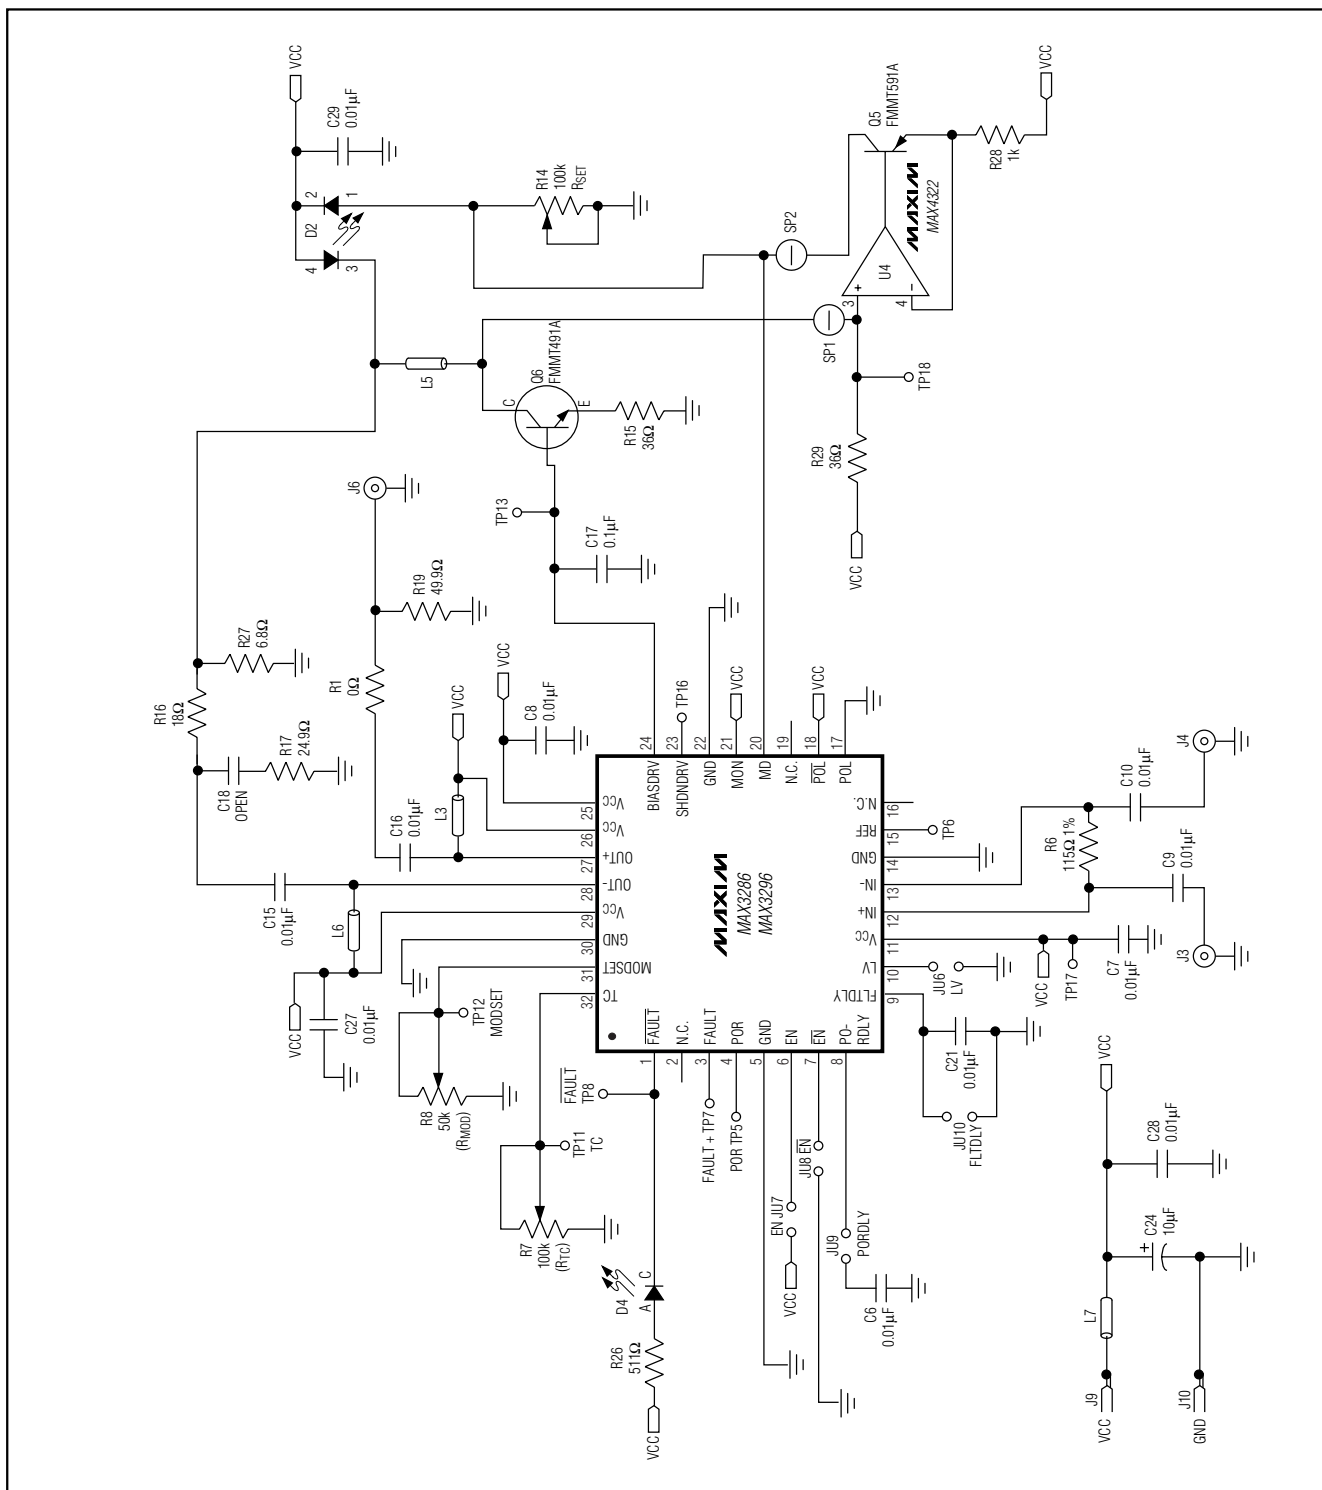 VCC
C29
0.01µF
D2
2
1
4
3
R14
100k
RSET
SP2
Q5
FMMT591A
MAXIM
MAX4322
U4
+
-
3
4
R28
1k
VCC
SP1
TP18
R29
36Ω
VCC
L5
Q6
FMMT491A
C
E
R15
36Ω
TP13
C17
0.1µF
J6
R19
49.9Ω
R1
0Ω
R27
6.8Ω
R16
18Ω
R17
24.9Ω
C18
OPEN
C16
0.01µF
L3
VCC
VCC
C8
0.01µF
C15
0.01µF
L6
VCC
C27
0.01µF
TP12
MODSET
R8
50k
(RMOD)
TP11
TC
R7
100k
(RTC)
TP16
VCC
VCC
24
23
22
21
20
19
18
17
BIASDRV
SHDNDRV
GND
MON
MD
N.C.
POL
POL
25
26
27
28
29
30
31
32
VCC
VCC
OUT+
OUT-
VCC
GND
MODSET
TC
MAXIM
MAX3286
MAX3296
N.C.
REF
GND
IN-
IN+
VCC
LV
FLTDLY
16
15
14
13
12
11
10
9
FAULT
N.C.
FAULT
POR
GND
EN
EN
PO-
RDLY
1
2
3
4
5
6
7
8
TP6
R6
115Ω 1%
C10
0.01µF
J4
C9
0.01µF
J3
C7
0.01µF
TP17
VCC
JU6
LV
C21
0.01µF
JU10
FLTDLY
FAULT
TP8
FAULT + TP7
POR TP5
EN JU7
VCC
JU8 EN
JU9
PORDLY
C6
0.01µF
D4
A
C
R26
511Ω
VCC
VCC
C28
0.01µF
C24
10µF
+
L7
J9
VCC
J10
GND